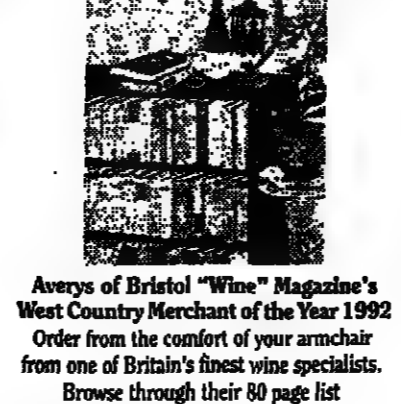 Averys of Bristol "Wine" Magazine's
West Country Merchant of the Year 1992
Order from the comfort of your armchair
from one of Britain's finest wine specialists.
Browse through their 80 page list